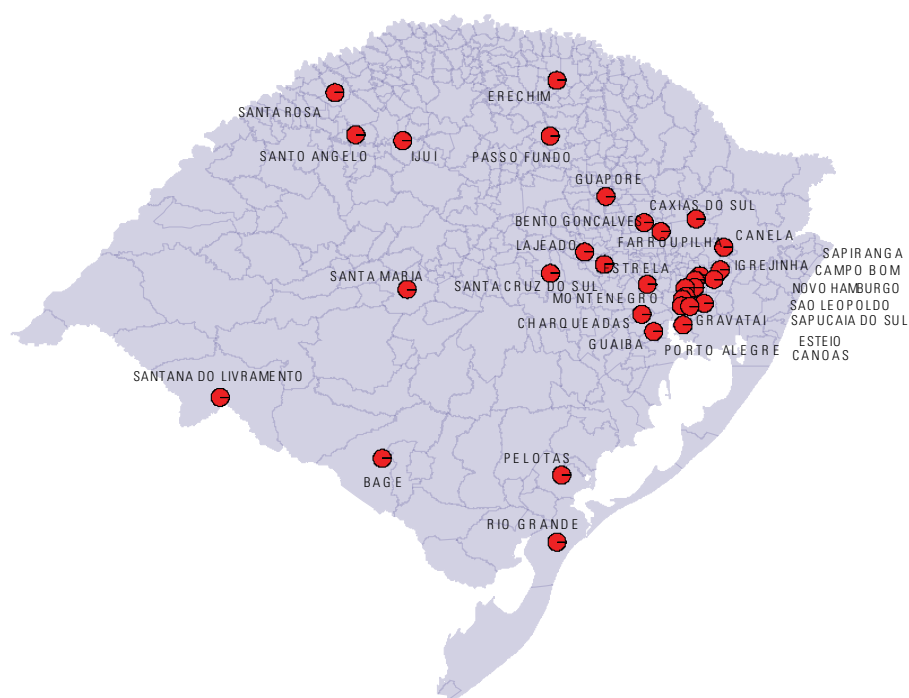 ERECHIM
SANTA ROSA
SANTO ANGELO
IJUI
PASSO FUNDO
GUAPORE
CAXIAS DO SUL
BENTO GONCALVES
CANELA
FARROUPILHA
LAJEADO
SAPIRANGA
IGREJINHA
ESTRELA
CAMPO BOM
SANTA MARIA
SANTA CRUZ DO SUL
NOVO HAMBURGO
MONTENEGRO
SAO LEOPOLDO
CHARQUEADAS
GRAVATAI
SAPUCAIA DO SUL
GUAIBA
ESTEIO
PORTO ALEGRE
CANOAS
SANTANA DO LIVRAMENTO
PELOTAS
BAGE
RIO GRANDE